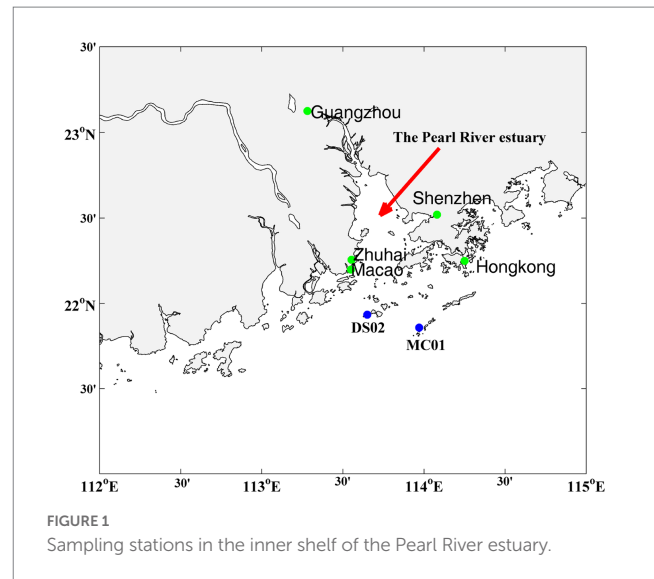 30'
Guangzhou
23°N
The Pearl River estuary
30'
Shenzhen
Zhuhai
Macao
Hongkong
22°N
DS02
MC01
30'
112°E
30'
113°E
30'
114°E
30'
115°E
FIGURE 1
Sampling stations in the inner shelf of the Pearl River estuary.